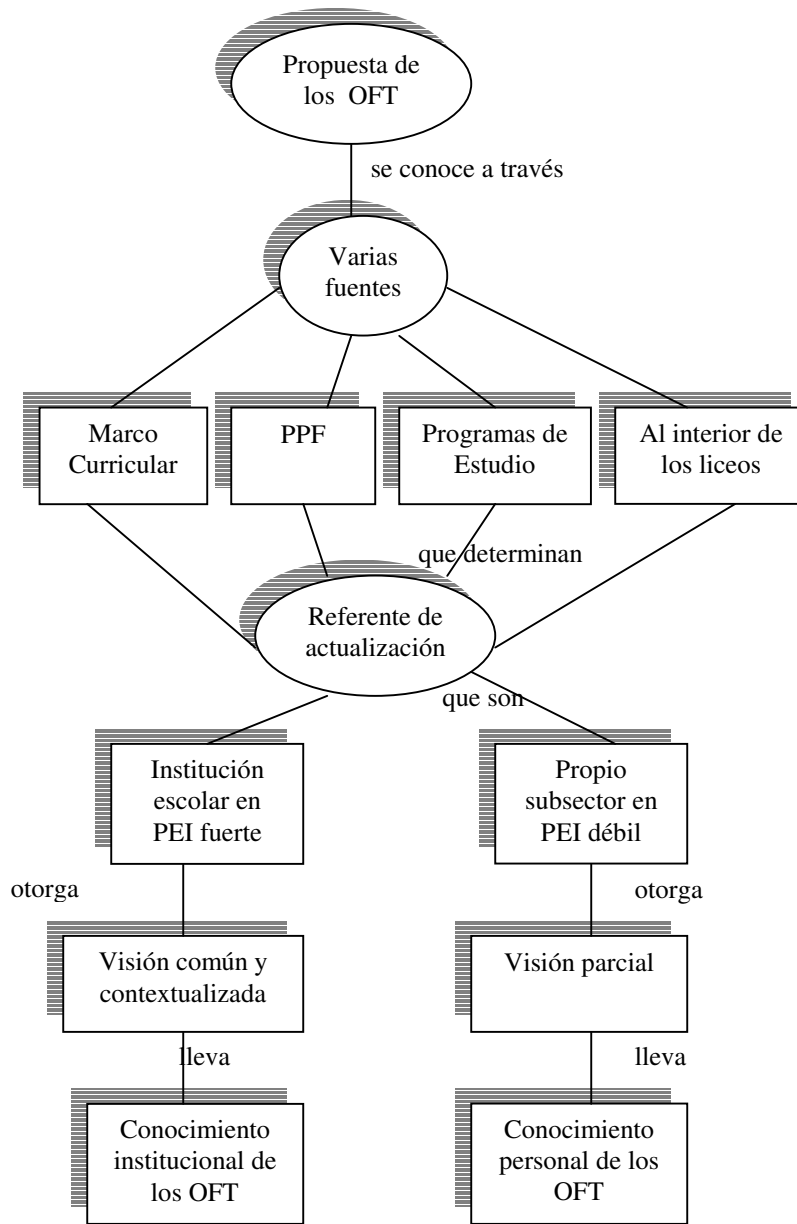 Propuesta de
los OFT
se conoce a través
Varias
fuentes
Marco
Curricular
PPF
Programas de
Estudio
Al interior de
los liceos
que determinan
Referente de
actualización
que son
Institución
escolar en
PEI fuerte
Propio
subsector en
PEI débil
otorga
otorga
Visión común y
contextualizada
Visión parcial
lleva
lleva
Conocimiento
institucional de
los OFT
Conocimiento
personal de los
OFT